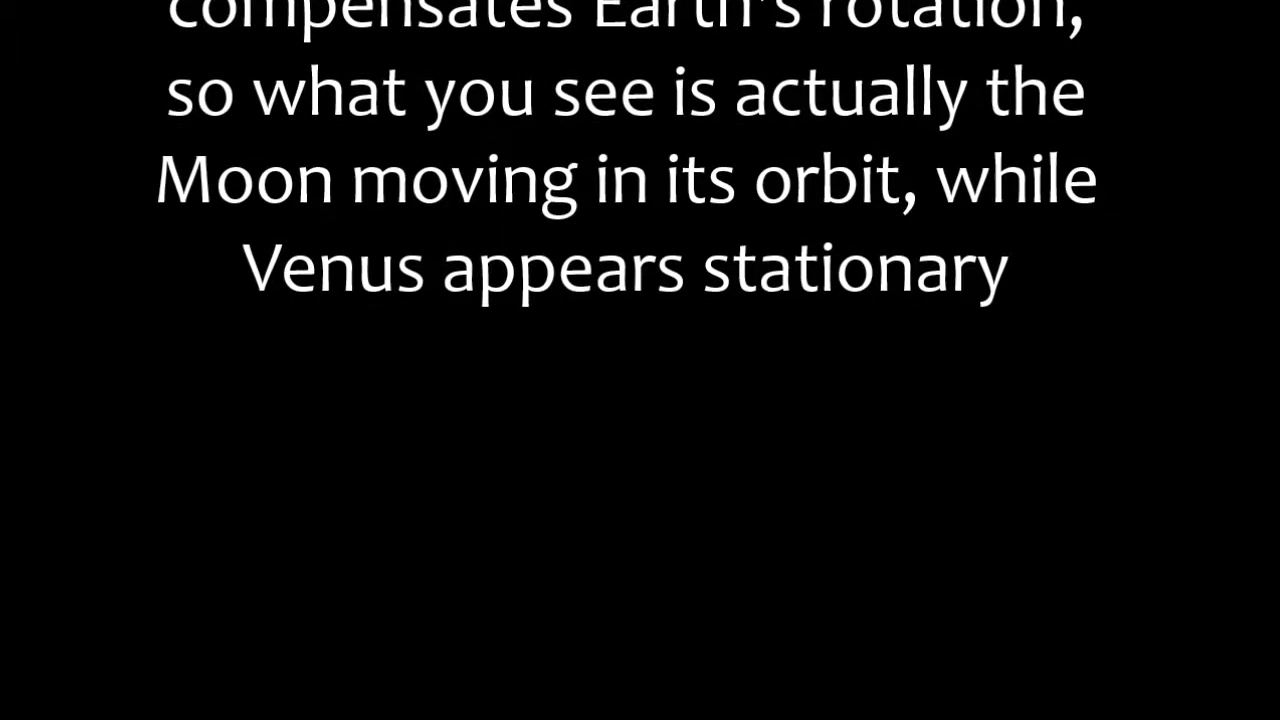 compensates Earth's rotation,
so what you see is actually the
Moon moving in its orbit, while
Venus appears stationary